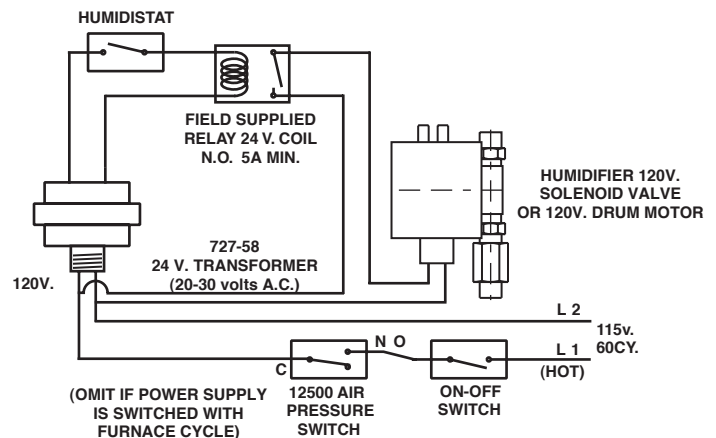 HUMIDISTAT
FIELD SUPPLIED
RELAY 24 V. COIL
N.O. 5A MIN.
HUMIDIFIER 120V.
SOLENOID VALVE
OR 120V. DRUM MOTOR
727-58
24 V. TRANSFORMER
(20-30 volts A.C.)
120V.
L 2
115v.
60CY.
L 1
(HOT)
N O
C
(OMIT IF POWER SUPPLY
IS SWITCHED WITH
FURNACE CYCLE)
12500 AIR
PRESSURE
SWITCH
ON-OFF
SWITCH